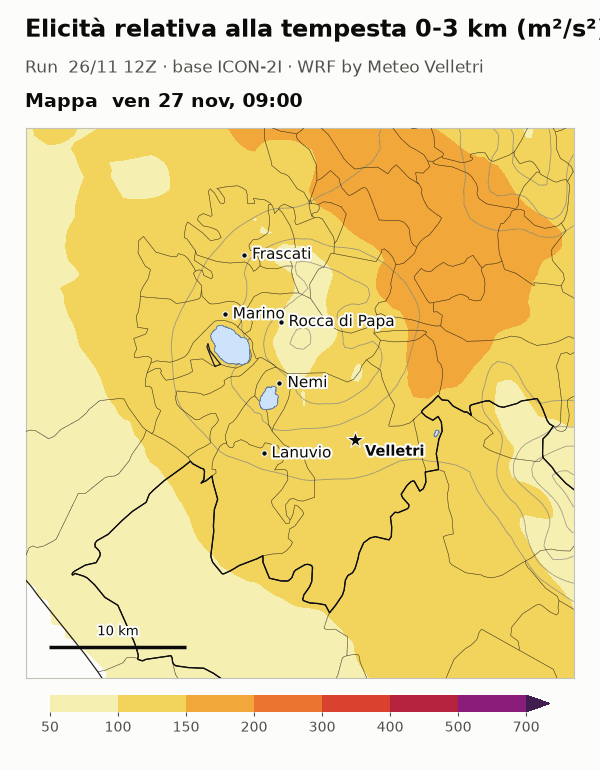 Elicità relativa alla tempesta 0-3 km (m²/s²)
Run  26/11 12Z · base ICON-2I · WRF by Meteo Velletri
Mappa  ven 27 nov, 09:00
Frascati
Marino
Rocca di Papa
Nemi
Velletri
Lanuvio
10 km
50 100 150 200 300 400 500 700